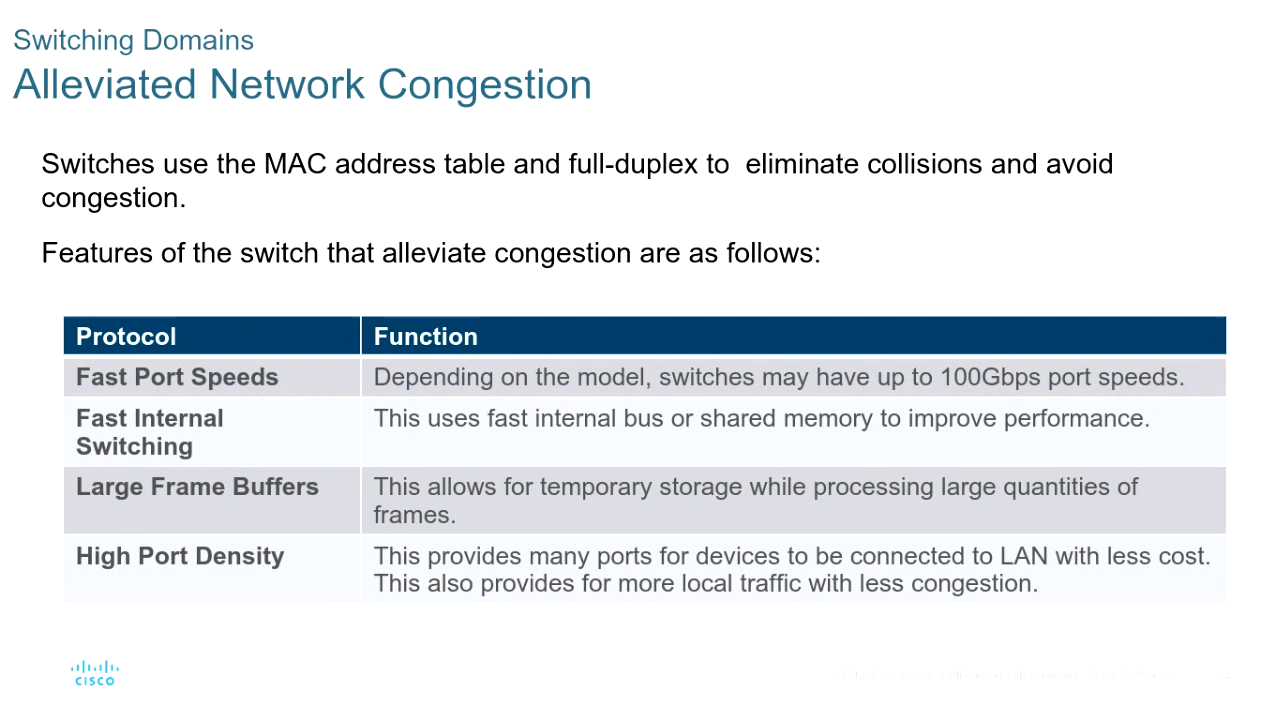 Switching Domains
Alleviated Network Congestion
Switches use the MAC address table and full-duplex to  eliminate collisions and avoid
congestion.
Features of the switch that alleviate congestion are as follows:
Protocol
Function
Fast Port Speeds
Depending on the model, switches may have up to 100Gbps port speeds.
Fast Internal
Switching
This uses fast internal bus or shared memory to improve performance.
Large Frame Buffers
This allows for temporary storage while processing large quantities of
frames.
High Port Density
This provides many ports for devices to be connected to LAN with less cost.
This also provides for more local traffic with less congestion.
CISCO